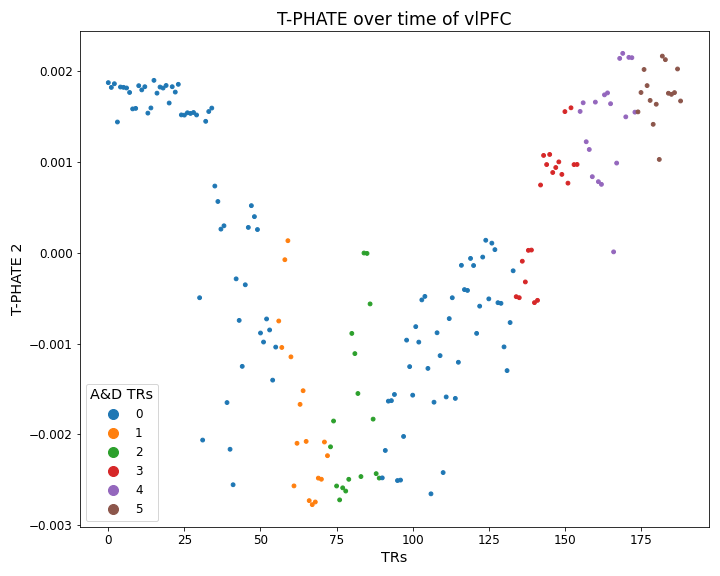 T-PHATE over time of vlPFC
T-PHATE 2
0.002
0.001
0.000
−0.001
−0.002
−0.003
A&D TRs
0
1
2
3
4
5
0 25 50 75 100 125 150 175
TRs